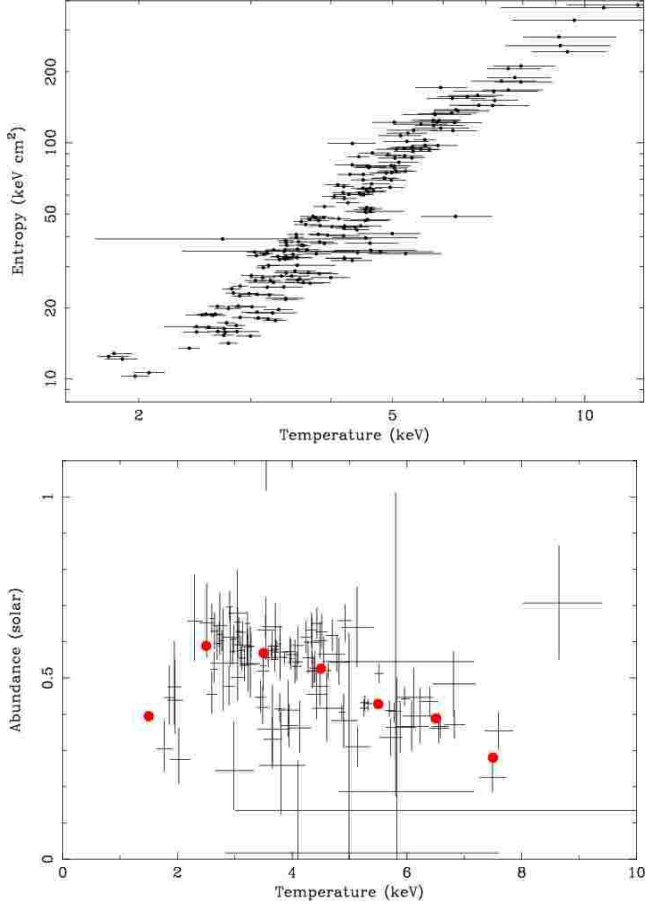 200
100
50
20
10
Entropy (keV cm²)
2 5 10
Temperature (keV)
1
0.5
0
Abundance (solar)
0 2 4 6 8 10
Temperature (keV)